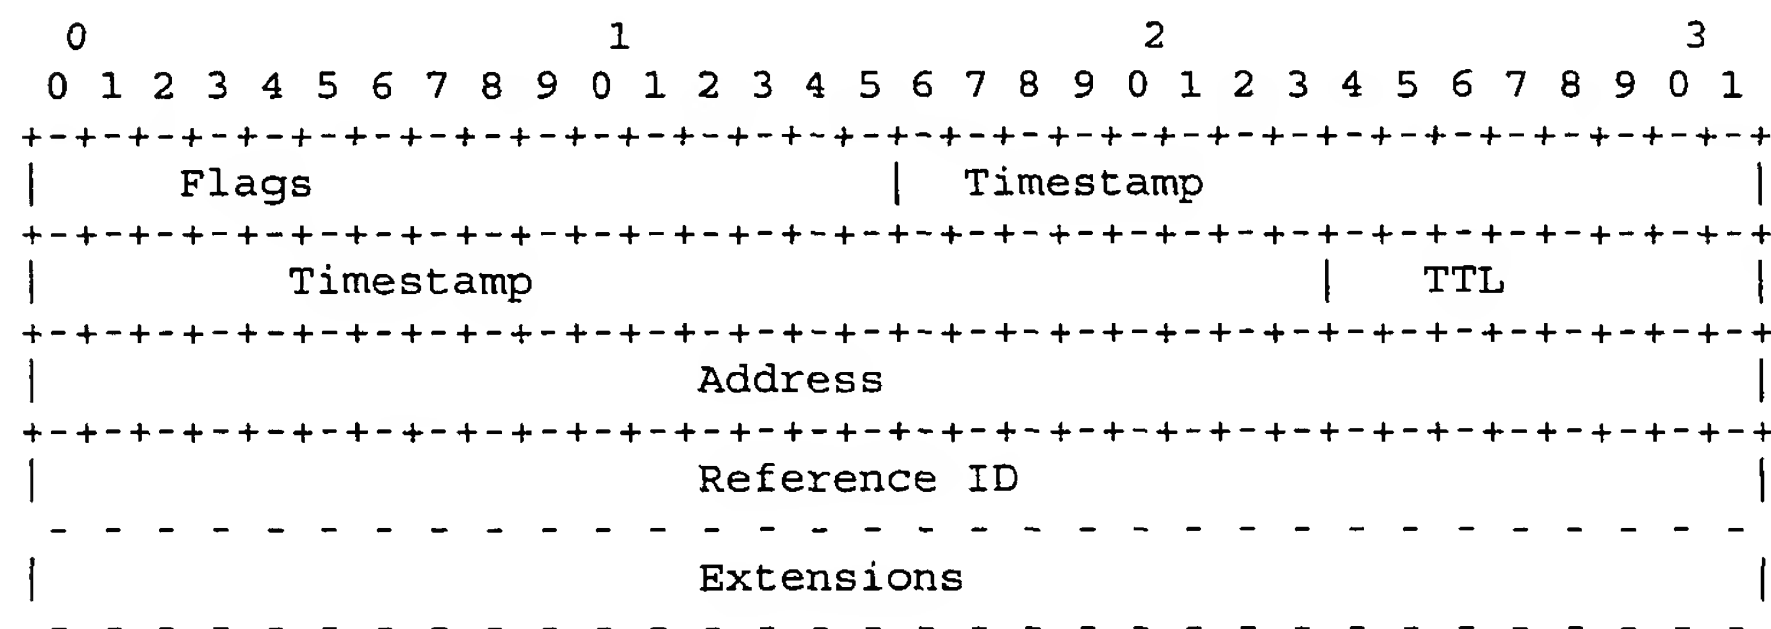 0                   1                   2                   3
 0 1 2 3 4 5 6 7 8 9 0 1 2 3 4 5 6 7 8 9 0 1 2 3 4 5 6 7 8 9 0 1
+-+-+-+-+-+-+-+-+-+-+-+-+-+-+-+-+-+-+-+-+-+-+-+-+-+-+-+-+-+-+-+-+
|     Flags                     |  Timestamp                    |
+-+-+-+-+-+-+-+-+-+-+-+-+-+-+-+-+-+-+-+-+-+-+-+-+-+-+-+-+-+-+-+-+
|         Timestamp                             |   TTL         |
+-+-+-+-+-+-+-+-+-+-+-+-+-+-+-+-+-+-+-+-+-+-+-+-+-+-+-+-+-+-+-+-+
|                        Address                                |
+-+-+-+-+-+-+-+-+-+-+-+-+-+-+-+-+-+-+-+-+-+-+-+-+-+-+-+-+-+-+-+-+
|                        Reference ID                           |
 - - - - - - - - - - - - - - - - - - - - - - - - - - - - - - - -
|                        Extensions                             |
 - - - - - - - - - - - - - - - - - - - - - - - - - - - - - - - -